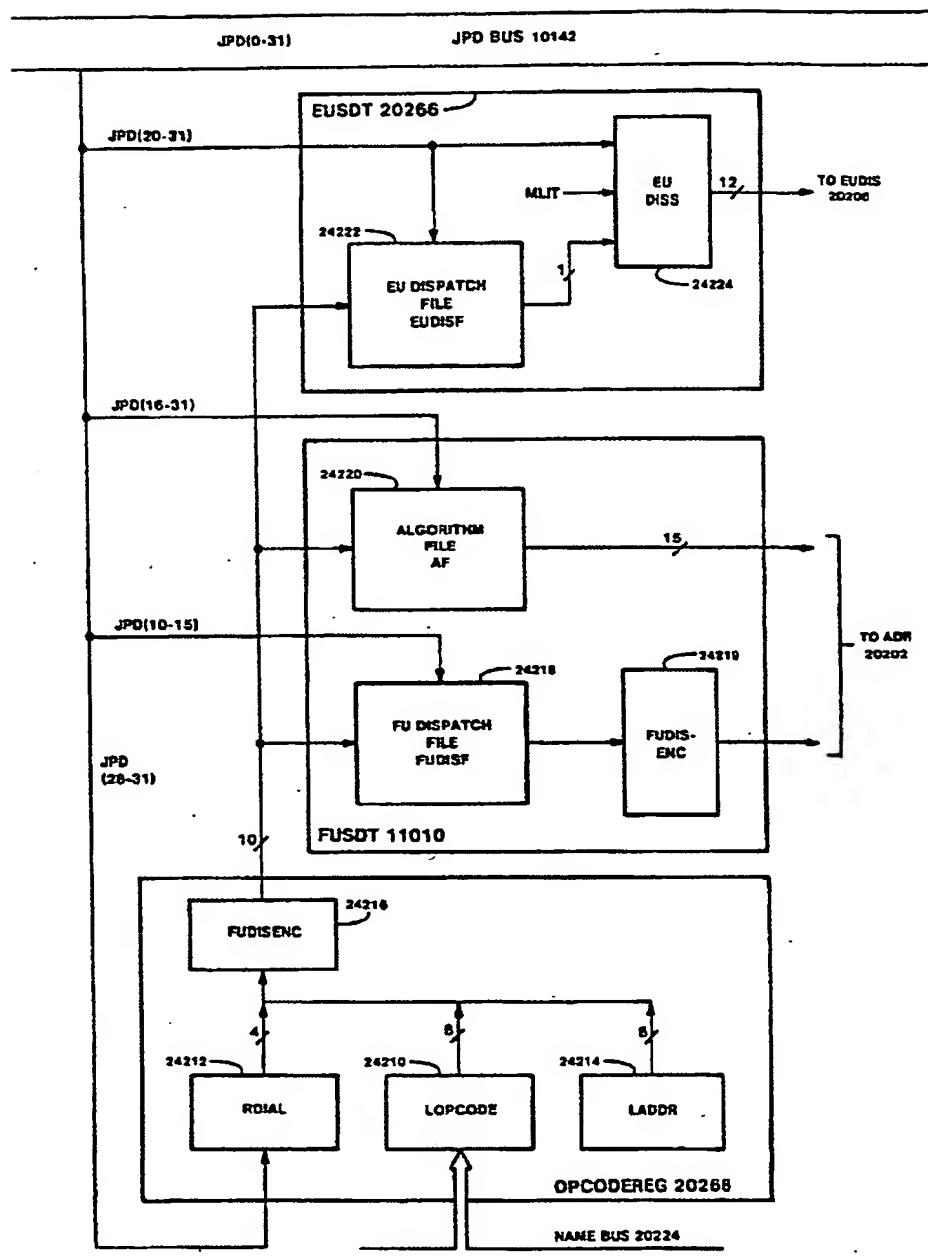 JPD(0-31)
JPD BUS 10142
EUSDT 20266
JPD(20-31)
MLIT
EU
DISS
12
TO EUDIS
20206
24222
EU DISPATCH
FILE
EUDISF
1
24224
JPD(16-31)
24220
ALGORITHM
FILE
AF
15
JPD(10-15)
24218
24219
TO ADR
20202
FU DISPATCH
FILE
FUDISF
FUDIS-
ENC
JPD
(28-31)
FUSDT 11010
10
24216
FUDISENC
4
8
24212
24210
24214
RDIAL
LOPCODE
LADDR
OPCODEREG 20268
NAME BUS 20224